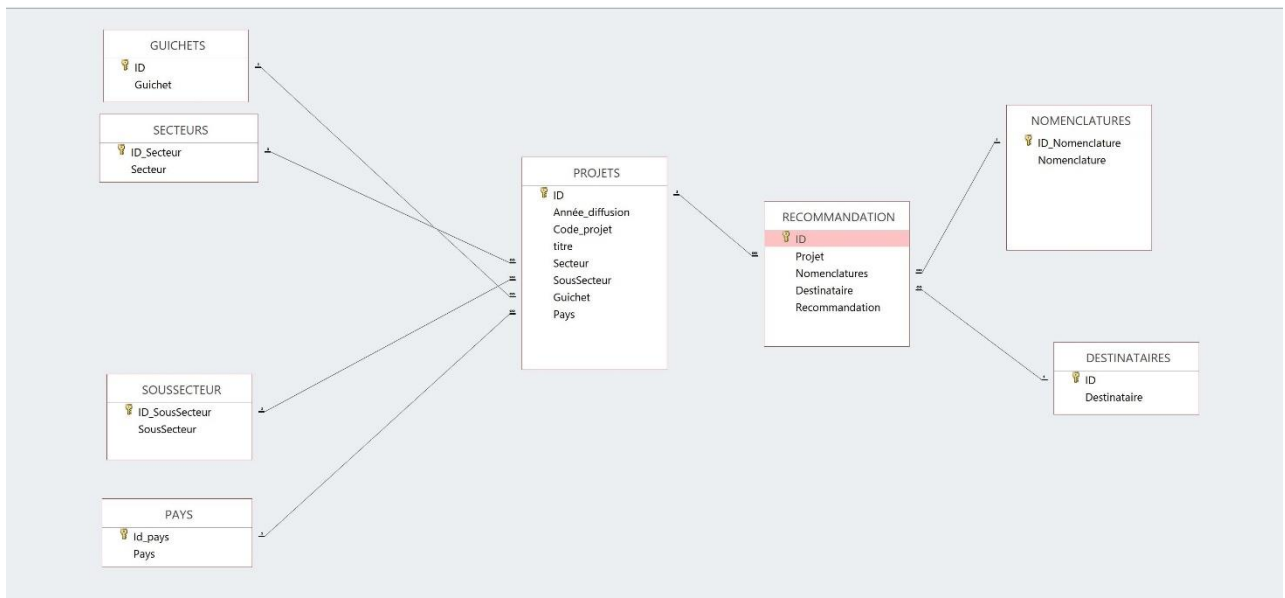 GUICHETS
ID
Guichet
SECTEURS
ID_Secteur
Secteur
SOUSSECTEUR
ID_SousSecteur
SousSecteur
PAYS
Id_pays
Pays
PROJETS
ID
Année_diffusion
Code_projet
titre
Secteur
SousSecteur
Guichet
Pays
RECOMMANDATION
ID
Projet
Nomenclatures
Destinataire
Recommandation
NOMENCLATURES
ID_Nomenclature
Nomenclature
DESTINATAIRES
ID
Destinataire